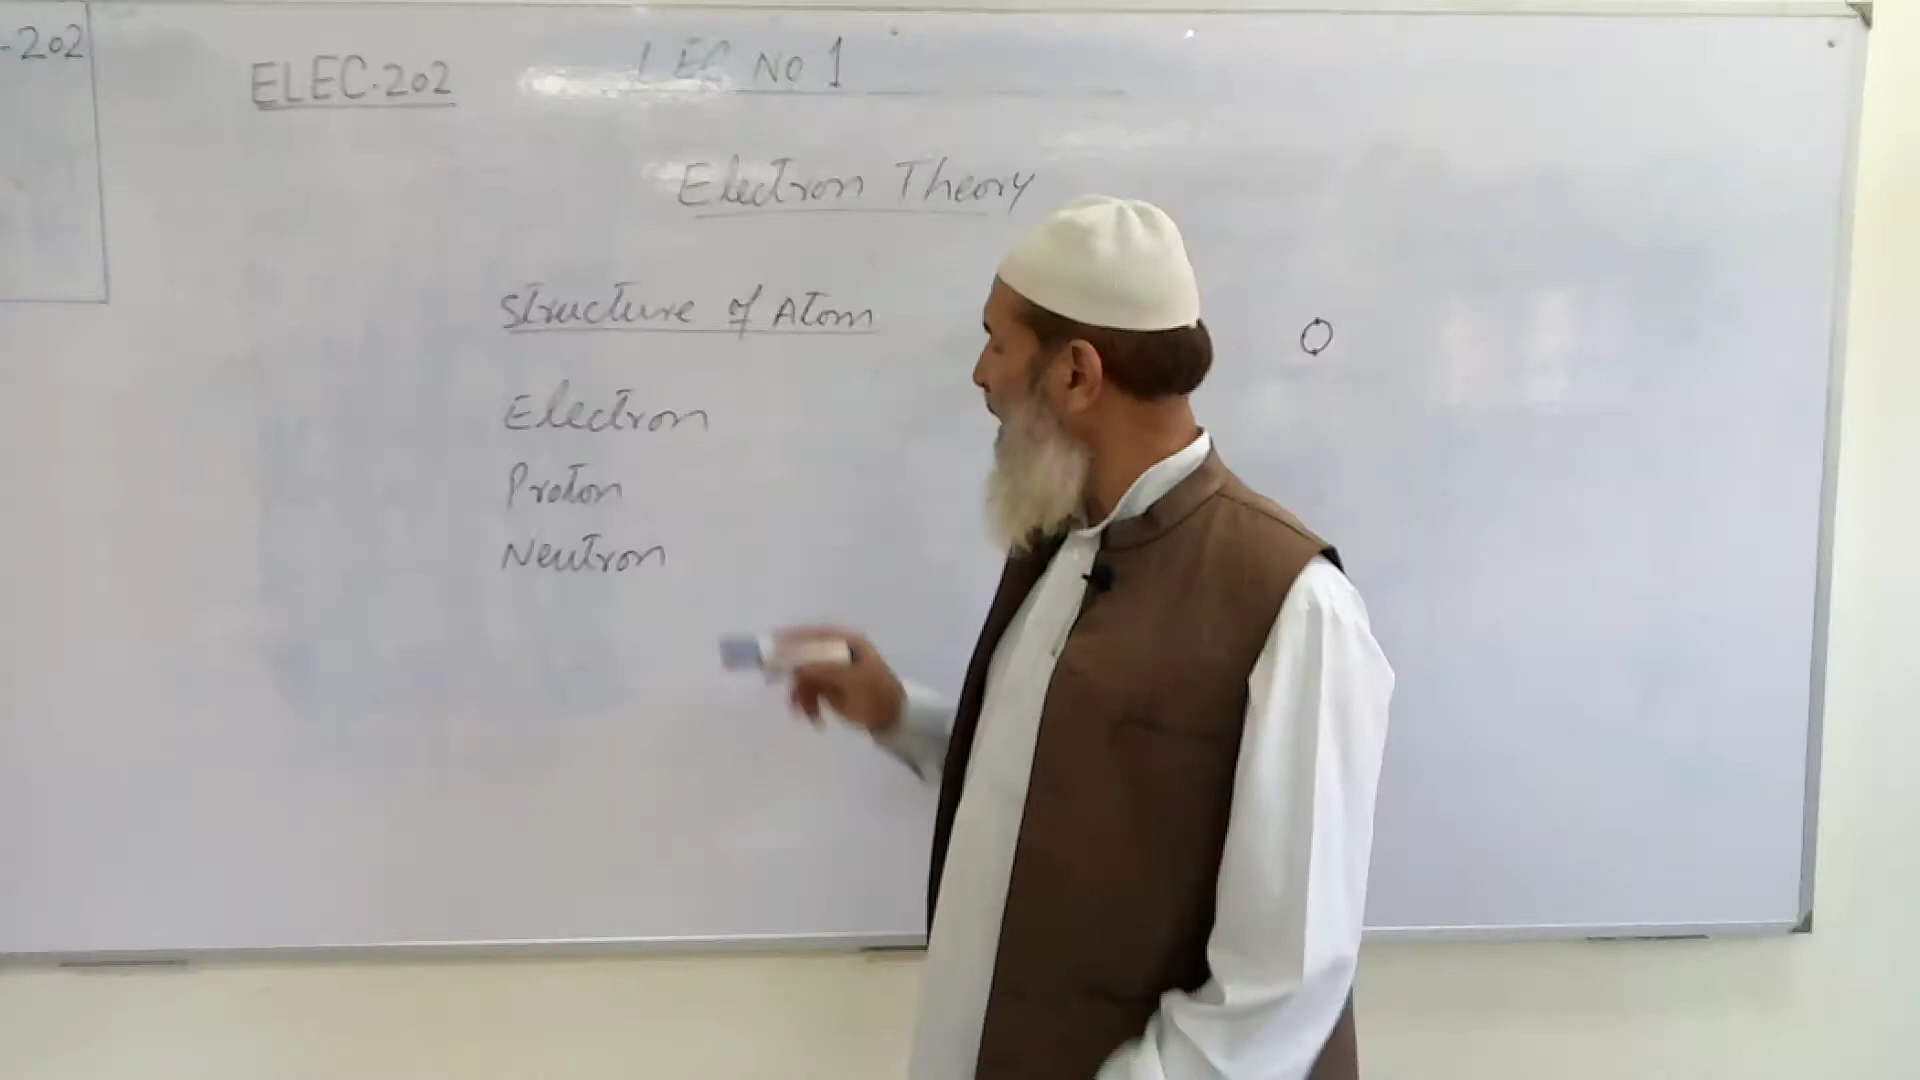 -202
ELEC.202
LEC NO 1
Electron Theory
Structure of Atom
Electron
Proton
Neutron